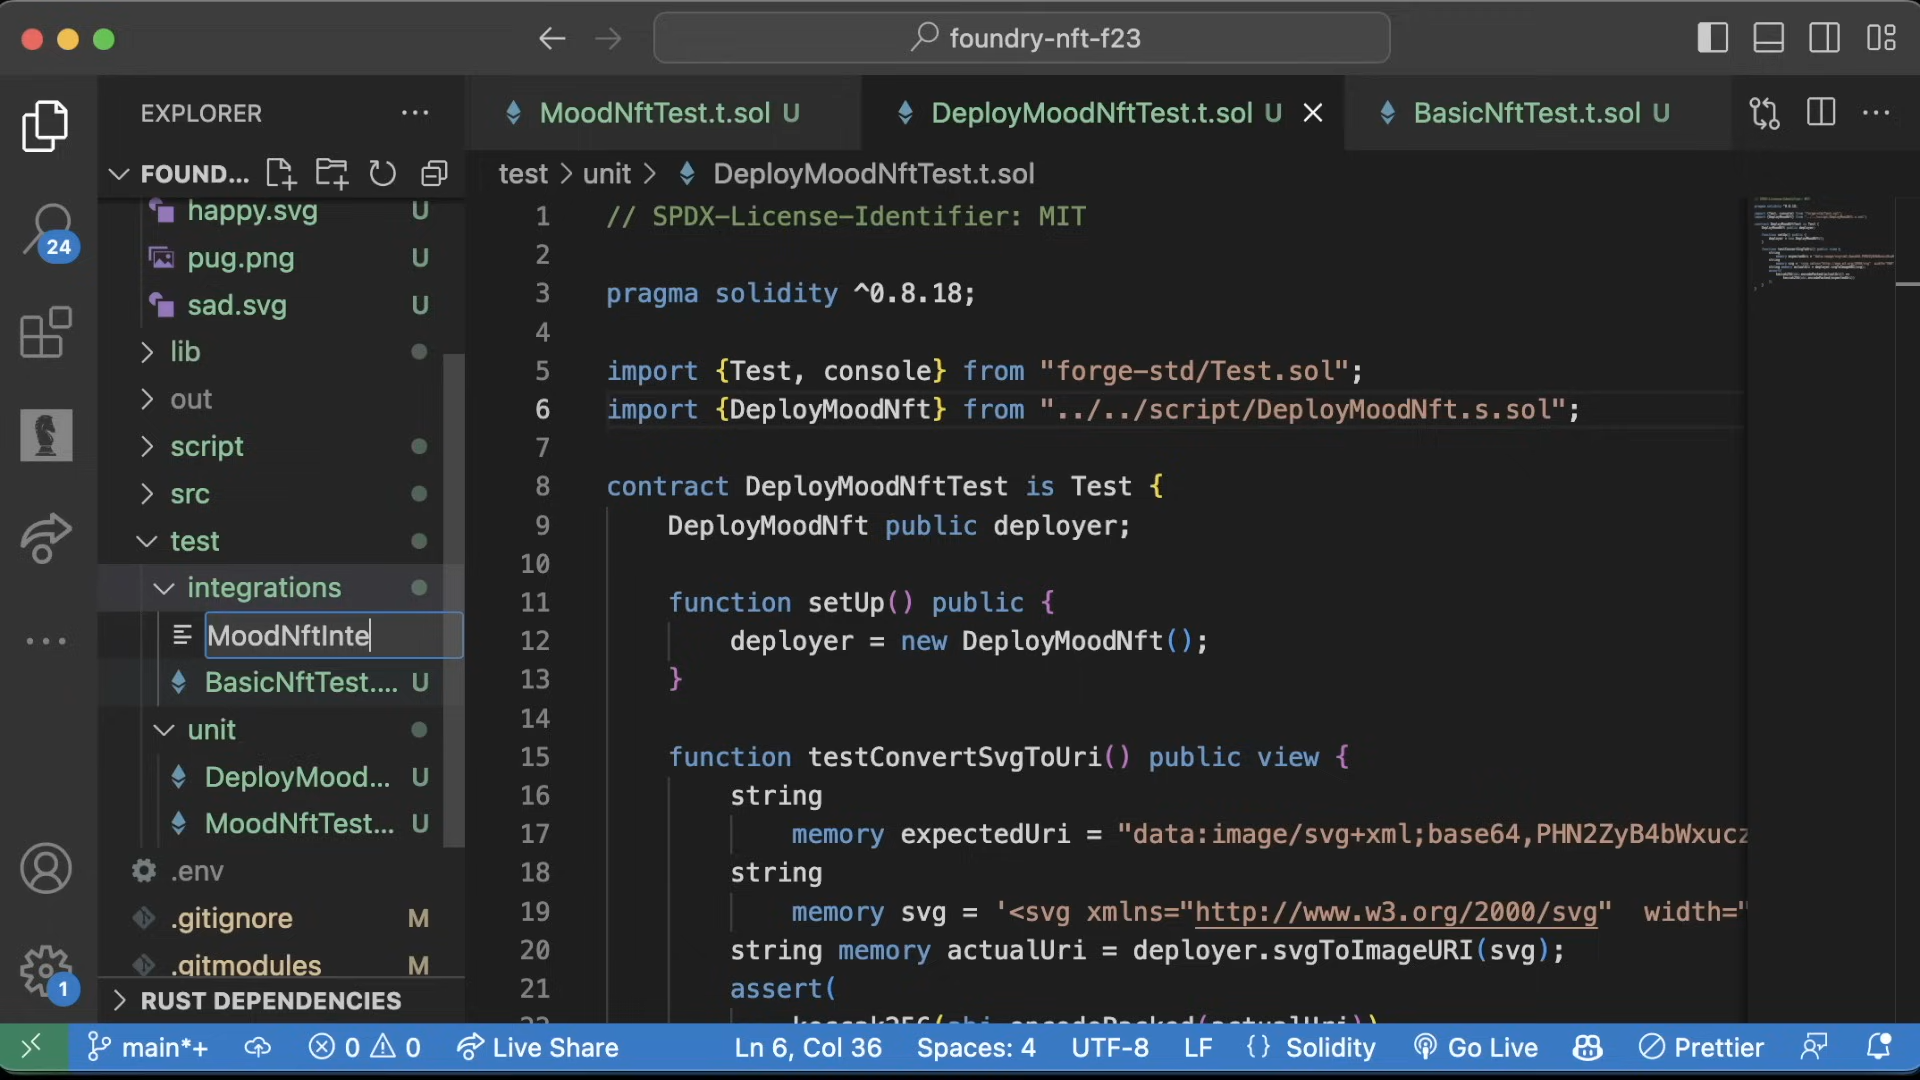 foundry-nft-f23
EXPLORER
MoodNftTest.t.sol U
DeployMoodNftTest.t.sol U
BasicNftTest.t.sol U
FOUND...
test > unit > DeployMoodNftTest.t.sol
happy.svg U
pug.png U
sad.svg U
lib
out
script
src
test
integrations
MoodNftInte
BasicNftTest.... U
unit
DeployMood... U
MoodNftTest... U
.env
.gitignore M
.gitmodules M
RUST DEPENDENCIES
24
1
1 // SPDX-License-Identifier: MIT
2
3 pragma solidity ^0.8.18;
4
5 import {Test, console} from "forge-std/Test.sol";
6 import {DeployMoodNft} from "../../script/DeployMoodNft.s.sol";
7
8 contract DeployMoodNftTest is Test {
9 DeployMoodNft public deployer;
10
11 function setUp() public {
12 deployer = new DeployMoodNft();
13 }
14
15 function testConvertSvgToUri() public view {
16 string
17 memory expectedUri = "data:image/svg+xml;base64,PHN2ZyB4bWxucz
18 string
19 memory svg = '<svg xmlns="http://www.w3.org/2000/svg" width="
20 string memory actualUri = deployer.svgToImageURI(svg);
21 assert(
22 keccak256(abi.encodePacked(actualUri))
main*+ 0 0 Live Share Ln 6, Col 36 Spaces: 4 UTF-8 LF {} Solidity Go Live Prettier